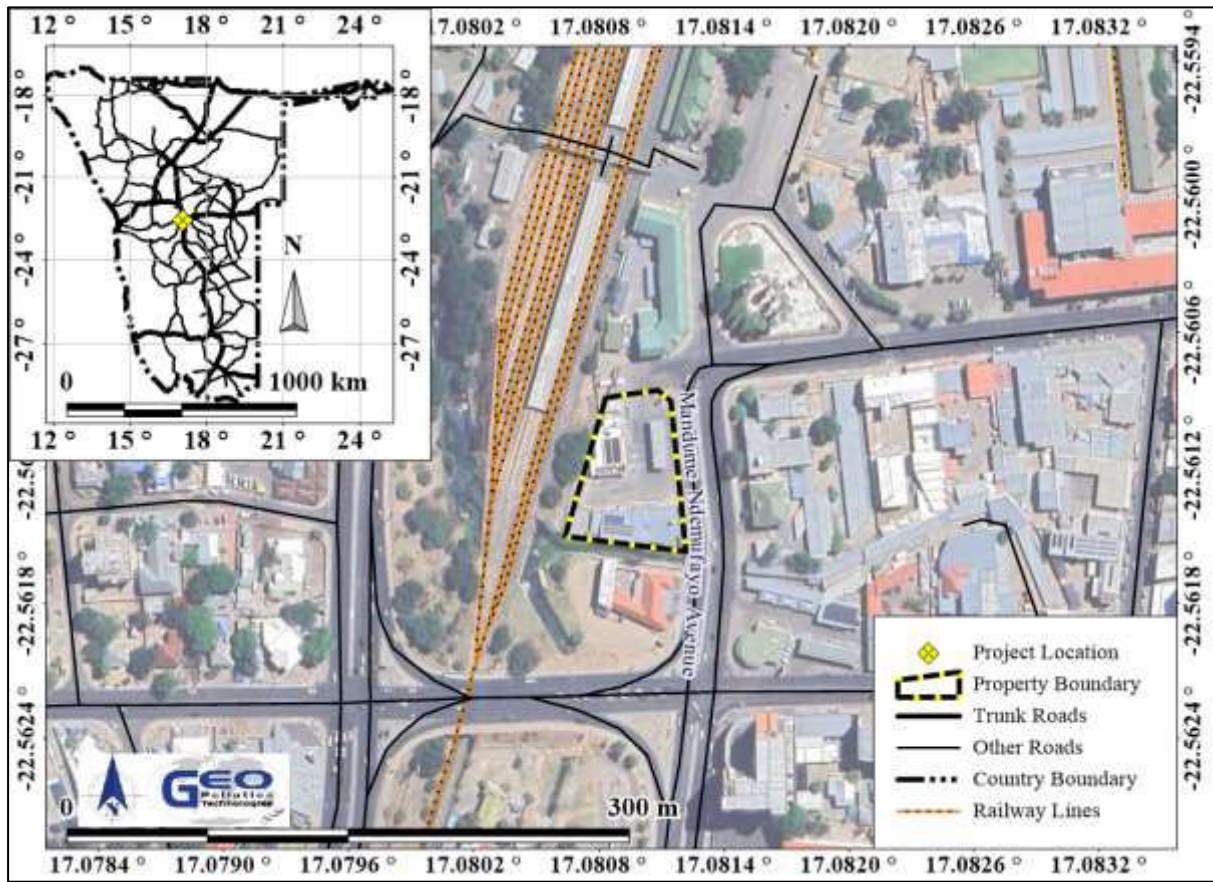 12 ° 15 ° 18 ° 21 ° 24 °
17.0802 ° 17.0808 ° 17.0814 ° 17.0820 ° 17.0826 ° 17.0832 °
-18 °
-21 °
-24 °
-27 °
N
0 1000 km
12 ° 15 ° 18 ° 21 ° 24 °
-22.5594 °
-22.5600 °
-22.5606 °
-22.5612 °
-22.5618 °
-22.5624 °
-22.5618 °
-22.5624 °
Mandume Ndemufayo Avenue
Project Location
Property Boundary
Trunk Roads
Other Roads
Country Boundary
Railway Lines
GEO
Pollution
Technologies
0 300 m
17.0784 ° 17.0790 ° 17.0796 ° 17.0802 ° 17.0808 ° 17.0814 ° 17.0820 ° 17.0826 ° 17.0832 °